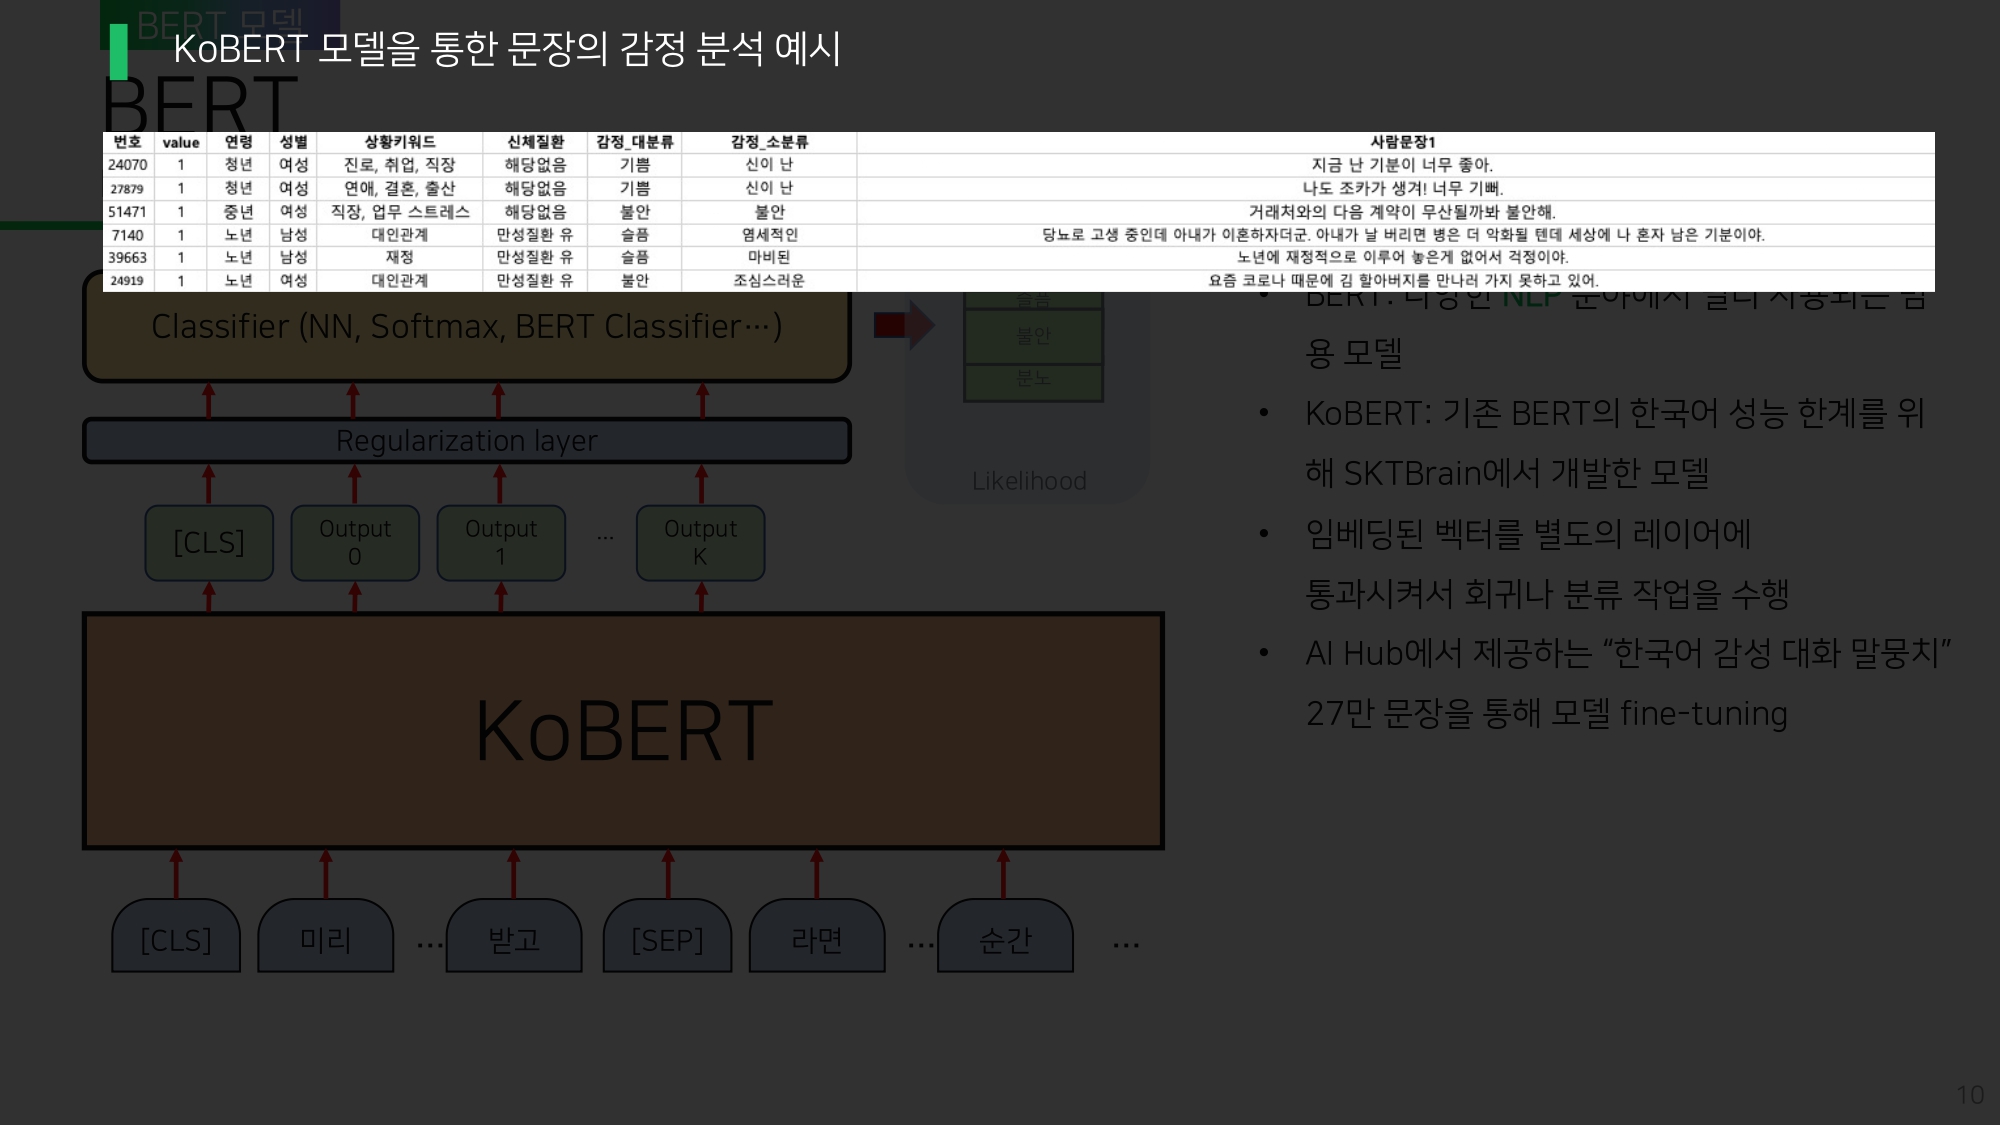 BERT 모델
KoBERT 모델을 통한 문장의 감정 분석 예시
BERT
번호 value 연령 성별 상황키워드 신체질환 감정_대분류 감정_소분류 사람문장1
24070 1 청년 여성 진로, 취업, 직장 해당없음 기쁨 신이 난 지금 난 기분이 너무 좋아.
27879 1 청년 여성 연애, 결혼, 출산 해당없음 기쁨 신이 난 나도 조카가 생겨! 너무 기뻐.
51471 1 중년 여성 직장, 업무 스트레스 해당없음 불안 불안 거래처와의 다음 계약이 무산될까봐 불안해.
7140 1 노년 남성 대인관계 만성질환 유 슬픔 염세적인 당뇨로 고생 중인데 아내가 이혼하자더군. 아내가 날 버리면 병은 더 악화될 텐데 세상에 나 혼자 남은 기분이야.
39663 1 노년 남성 재정 만성질환 유 슬픔 마비된 노년에 재정적으로 이루어 놓은게 없어서 걱정이야.
24919 1 노년 여성 대인관계 만성질환 유 불안 조심스러운 요즘 코로나 때문에 김 할아버지를 만나러 가지 못하고 있어.
Classifier (NN, Softmax, BERT Classifier…)
슬픔
불안
분노
Likelihood
Regularization layer
[CLS] Output 0 Output 1 … Output K
KoBERT
[CLS] 미리 … 받고 [SEP] 라면 … 순간 …
• BERT: 다양한 NLP 분야에서 널리 사용되는 범
용 모델
• KoBERT: 기존 BERT의 한국어 성능 한계를 위
해 SKTBrain에서 개발한 모델
• 임베딩된 벡터를 별도의 레이어에
통과시켜서 회귀나 분류 작업을 수행
• AI Hub에서 제공하는 “한국어 감성 대화 말뭉치”
27만 문장을 통해 모델 fine-tuning
10